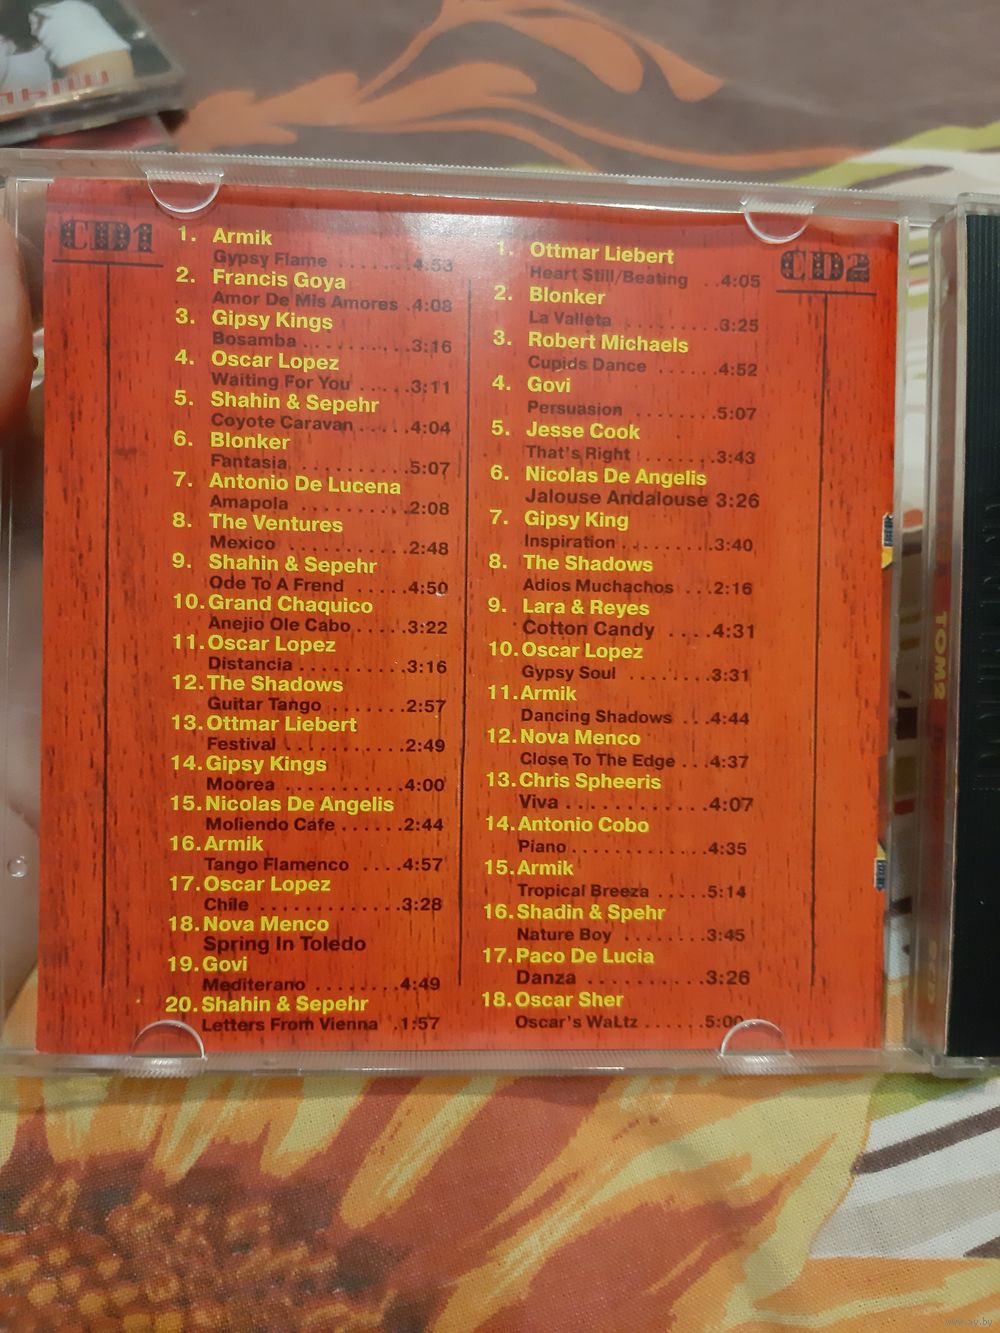 CD1
1. Armik
Gypsy Flame .......4:53
2. Francis Goya
Amor De Mis Amores .4:08
3. Gipsy Kings
Bosamba ...........3:16
4. Oscar Lopez
Waiting For You .....3:11
5. Shahin & Sepehr
Coyote Caravan.....4:04
6. Blonker
Fantasia............5:07
7. Antonio De Lucena
Amapola ...........2:08
8. The Ventures
Mexico ............2:48
9. Shahin & Sepehr
Ode To A Frend .....4:50
10. Grand Chaquico
Anejio Ole Cabo .....3:22
11. Oscar Lopez
Distancia ..........3:16
12. The Shadows
Guitar Tango ........2:57
13. Ottmar Liebert
Festival ............2:49
14. Gipsy Kings
Moorea ............4:00
15. Nicolas De Angelis
Moliendo Cafe ......2:44
16. Armik
Tango Flamenco ....4:57
17. Oscar Lopez
Chile ..............3:28
18. Nova Menco
Spring In Toledo
19. Govi
Mediterano .........4:49
20. Shahin & Sepehr
Letters From Vienna .1:57
CD2
1. Ottmar Liebert
Heart Still/Beating ..4:05
2. Blonker
La Valleta ..........3:25
3. Robert Michaels
Cupids Dance ......4:52
4. Govi
Persuasion ........5:07
5. Jesse Cook
That's Right ........3:43
6. Nicolas De Angelis
Jalouse Andalouse 3:26
7. Gipsy King
Inspiration .........3:40
8. The Shadows
Adios Muchachos ...2:16
9. Lara & Reyes
Cotton Candy ....4:31
10. Oscar Lopez
Gypsy Soul ........3:31
11. Armik
Dancing Shadows ...4:44
12. Nova Menco
Close To The Edge ...4:37
13. Chris Spheeris
Viva ..............4:07
14. Antonio Cobo
Piano .............4:35
15. Armik
Tropical Breeza .....5:14
16. Shadin & Spehr
Nature Boy ........3:45
17. Paco De Lucia
Danza ............3:26
18. Oscar Sher
Oscar's WaLtz ......5:00
TOM2
www.ay.by